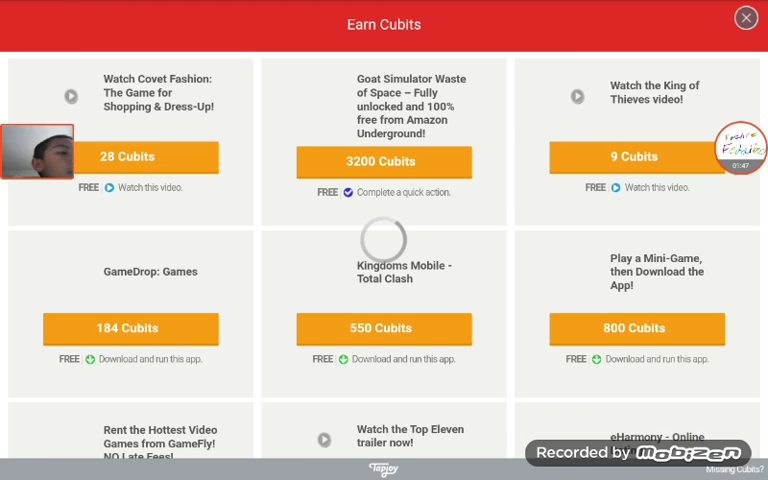 Earn Cubits
Watch Covet Fashion:
The Game for
Shopping & Dress-Up!
28 Cubits
FREE Watch this video.
Goat Simulator Waste
of Space – Fully
unlocked and 100%
free from Amazon
Underground!
3200 Cubits
FREE Complete a quick action.
Watch the King of
Thieves video!
9 Cubits
FREE Watch this video.
01:47
GameDrop: Games
184 Cubits
FREE Download and run this app.
Kingdoms Mobile -
Total Clash
550 Cubits
FREE Download and run this app.
Play a Mini-Game,
then Download the
App!
800 Cubits
FREE Download and run this app.
Rent the Hottest Video
Games from GameFly!
NO Late Fees!
Watch the Top Eleven
trailer now!
eHarmony - Online
Recorded by mobizen
Tapjoy
Missing Cubits?